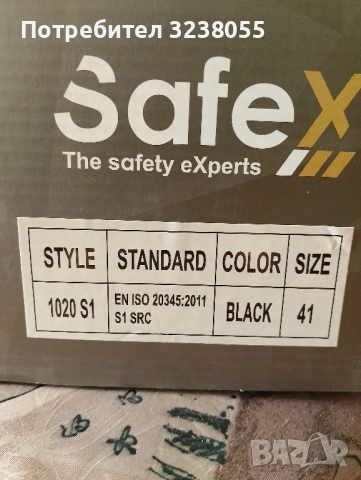 Потребител 3238055
SafeX
The safety eXperts
STYLE STANDARD COLOR SIZE
1020 S1 EN ISO 20345:2011 S1 SRC BLACK 41
BAZAR